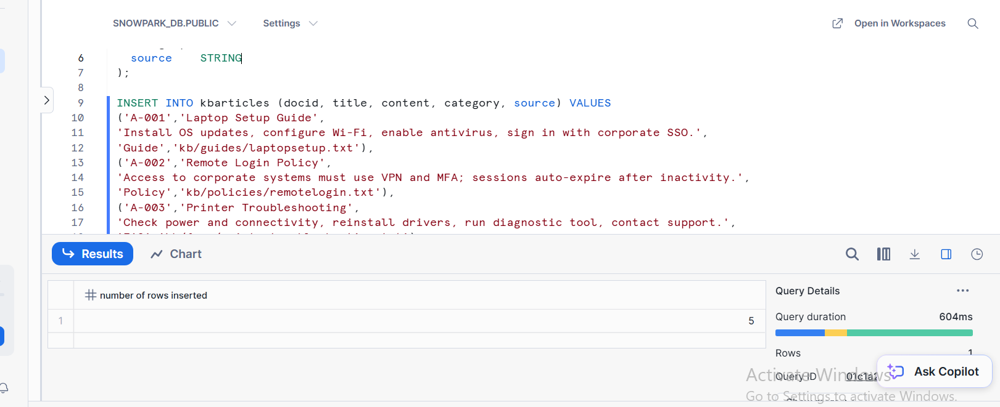 SNOWPARK_DB.PUBLIC Settings Open in Workspaces
6 source STRING
7 );
8
9 INSERT INTO kbarticles (docid, title, content, category, source) VALUES
10 ('A-001','Laptop Setup Guide',
11 'Install OS updates, configure Wi-Fi, enable antivirus, sign in with corporate SSO.',
12 'Guide','kb/guides/laptopsetup.txt'),
13 ('A-002','Remote Login Policy',
14 'Access to corporate systems must use VPN and MFA; sessions auto-expire after inactivity.',
15 'Policy','kb/policies/remotelogin.txt'),
16 ('A-003','Printer Troubleshooting',
17 'Check power and connectivity, reinstall drivers, run diagnostic tool, contact support.',
Results Chart
number of rows inserted
1 5
Query Details
Query duration 604ms
Rows 1
Query ID 01c1a2
Ask Copilot
Activate Windows
Go to Settings to activate Windows.